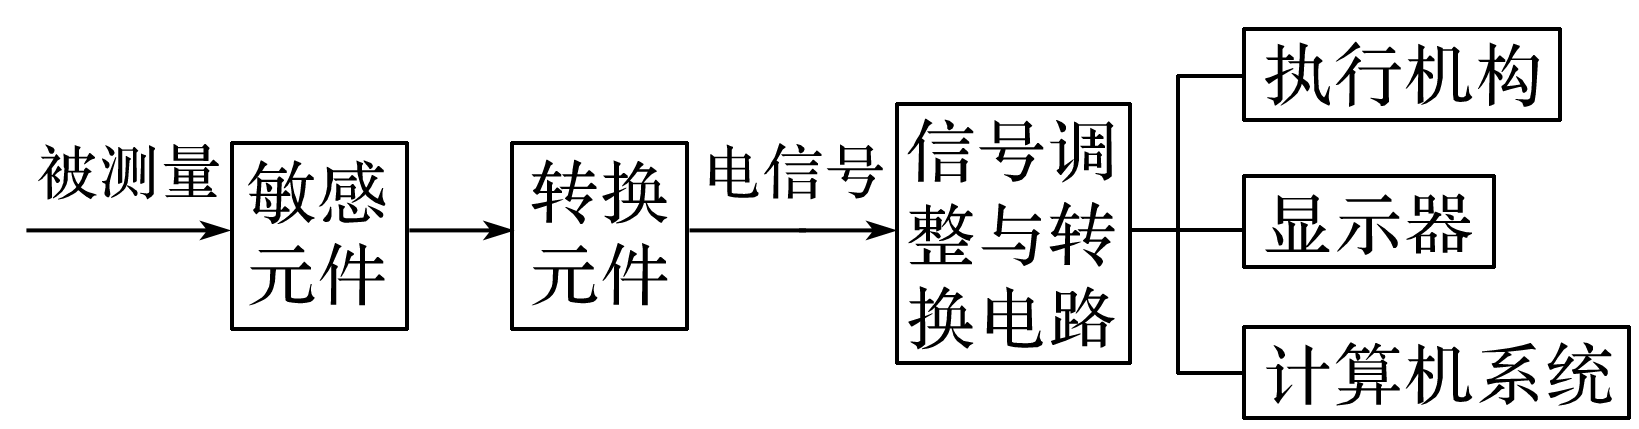 被测量
敏感
元件
转换
元件
电信号
信号调
整与转
换电路
执行机构
显示器
计算机系统